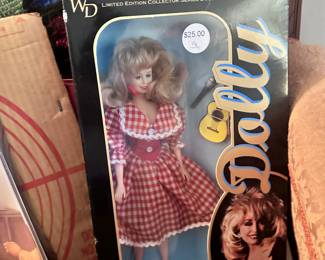 WD
LIMITED EDITION COLLECTOR SERIES
$25.00
Dolly